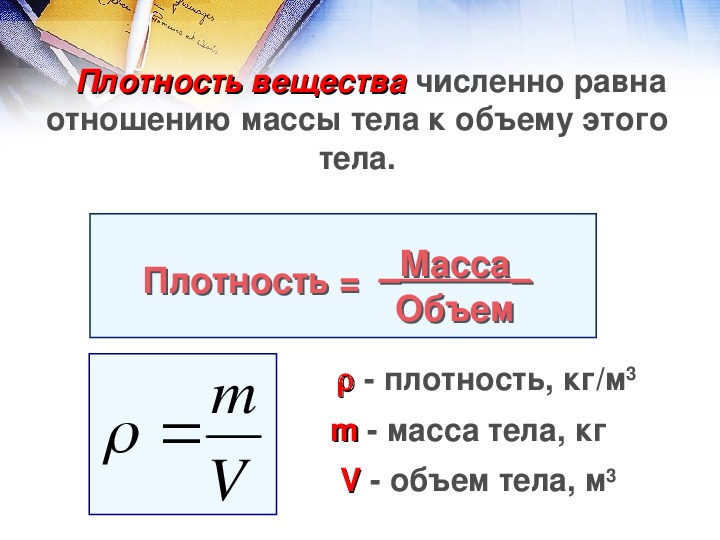 Плотность вещества численно равна
отношению массы тела к объему этого
тела.
Плотность = _Масса_
Объем
ρ = m
V
ρ - плотность, кг/м³
m - масса тела, кг
V - объем тела, м³